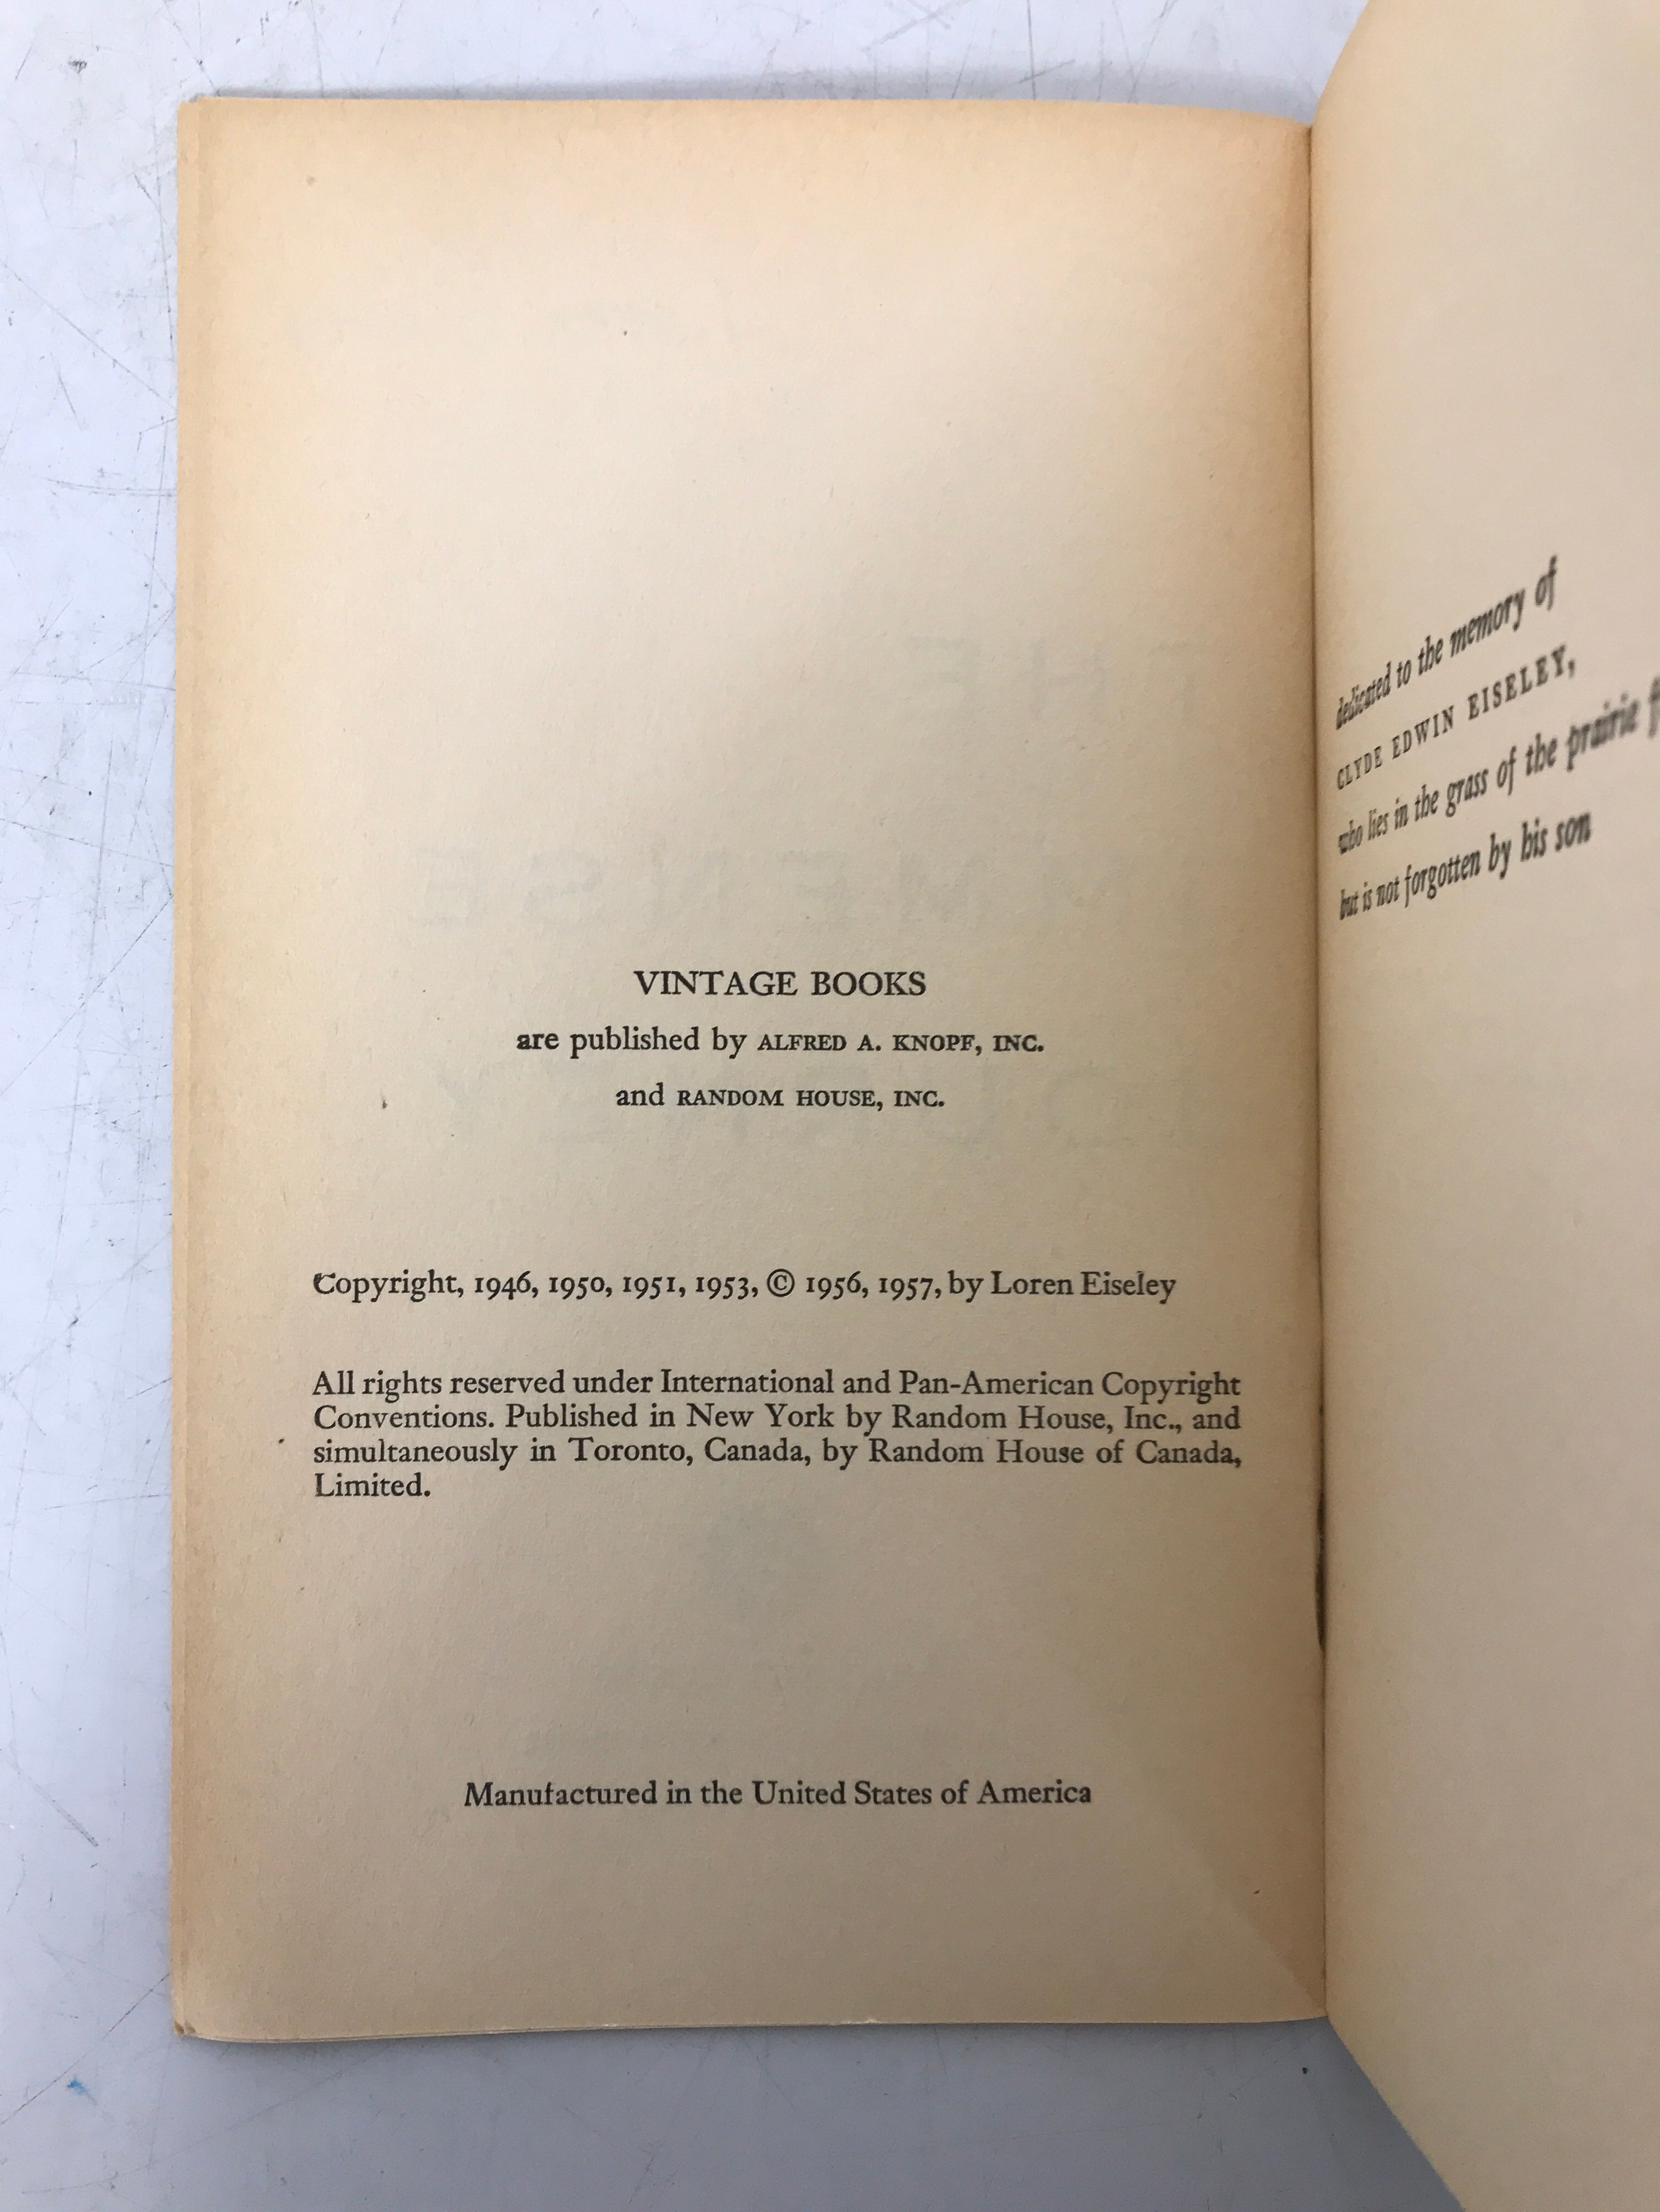 VINTAGE BOOKS
are published by ALFRED A. KNOPF, INC.
and RANDOM HOUSE, INC.
Copyright, 1946, 1950, 1951, 1953, © 1956, 1957, by Loren Eiseley
All rights reserved under International and Pan-American Copyright
Conventions. Published in New York by Random House, Inc., and
simultaneously in Toronto, Canada, by Random House of Canada,
Limited.
Manufactured in the United States of America
dedicated to the memory of
CLYDE EDWIN EISELEY,
who lies in the grass of the prairie
but is not forgotten by his son